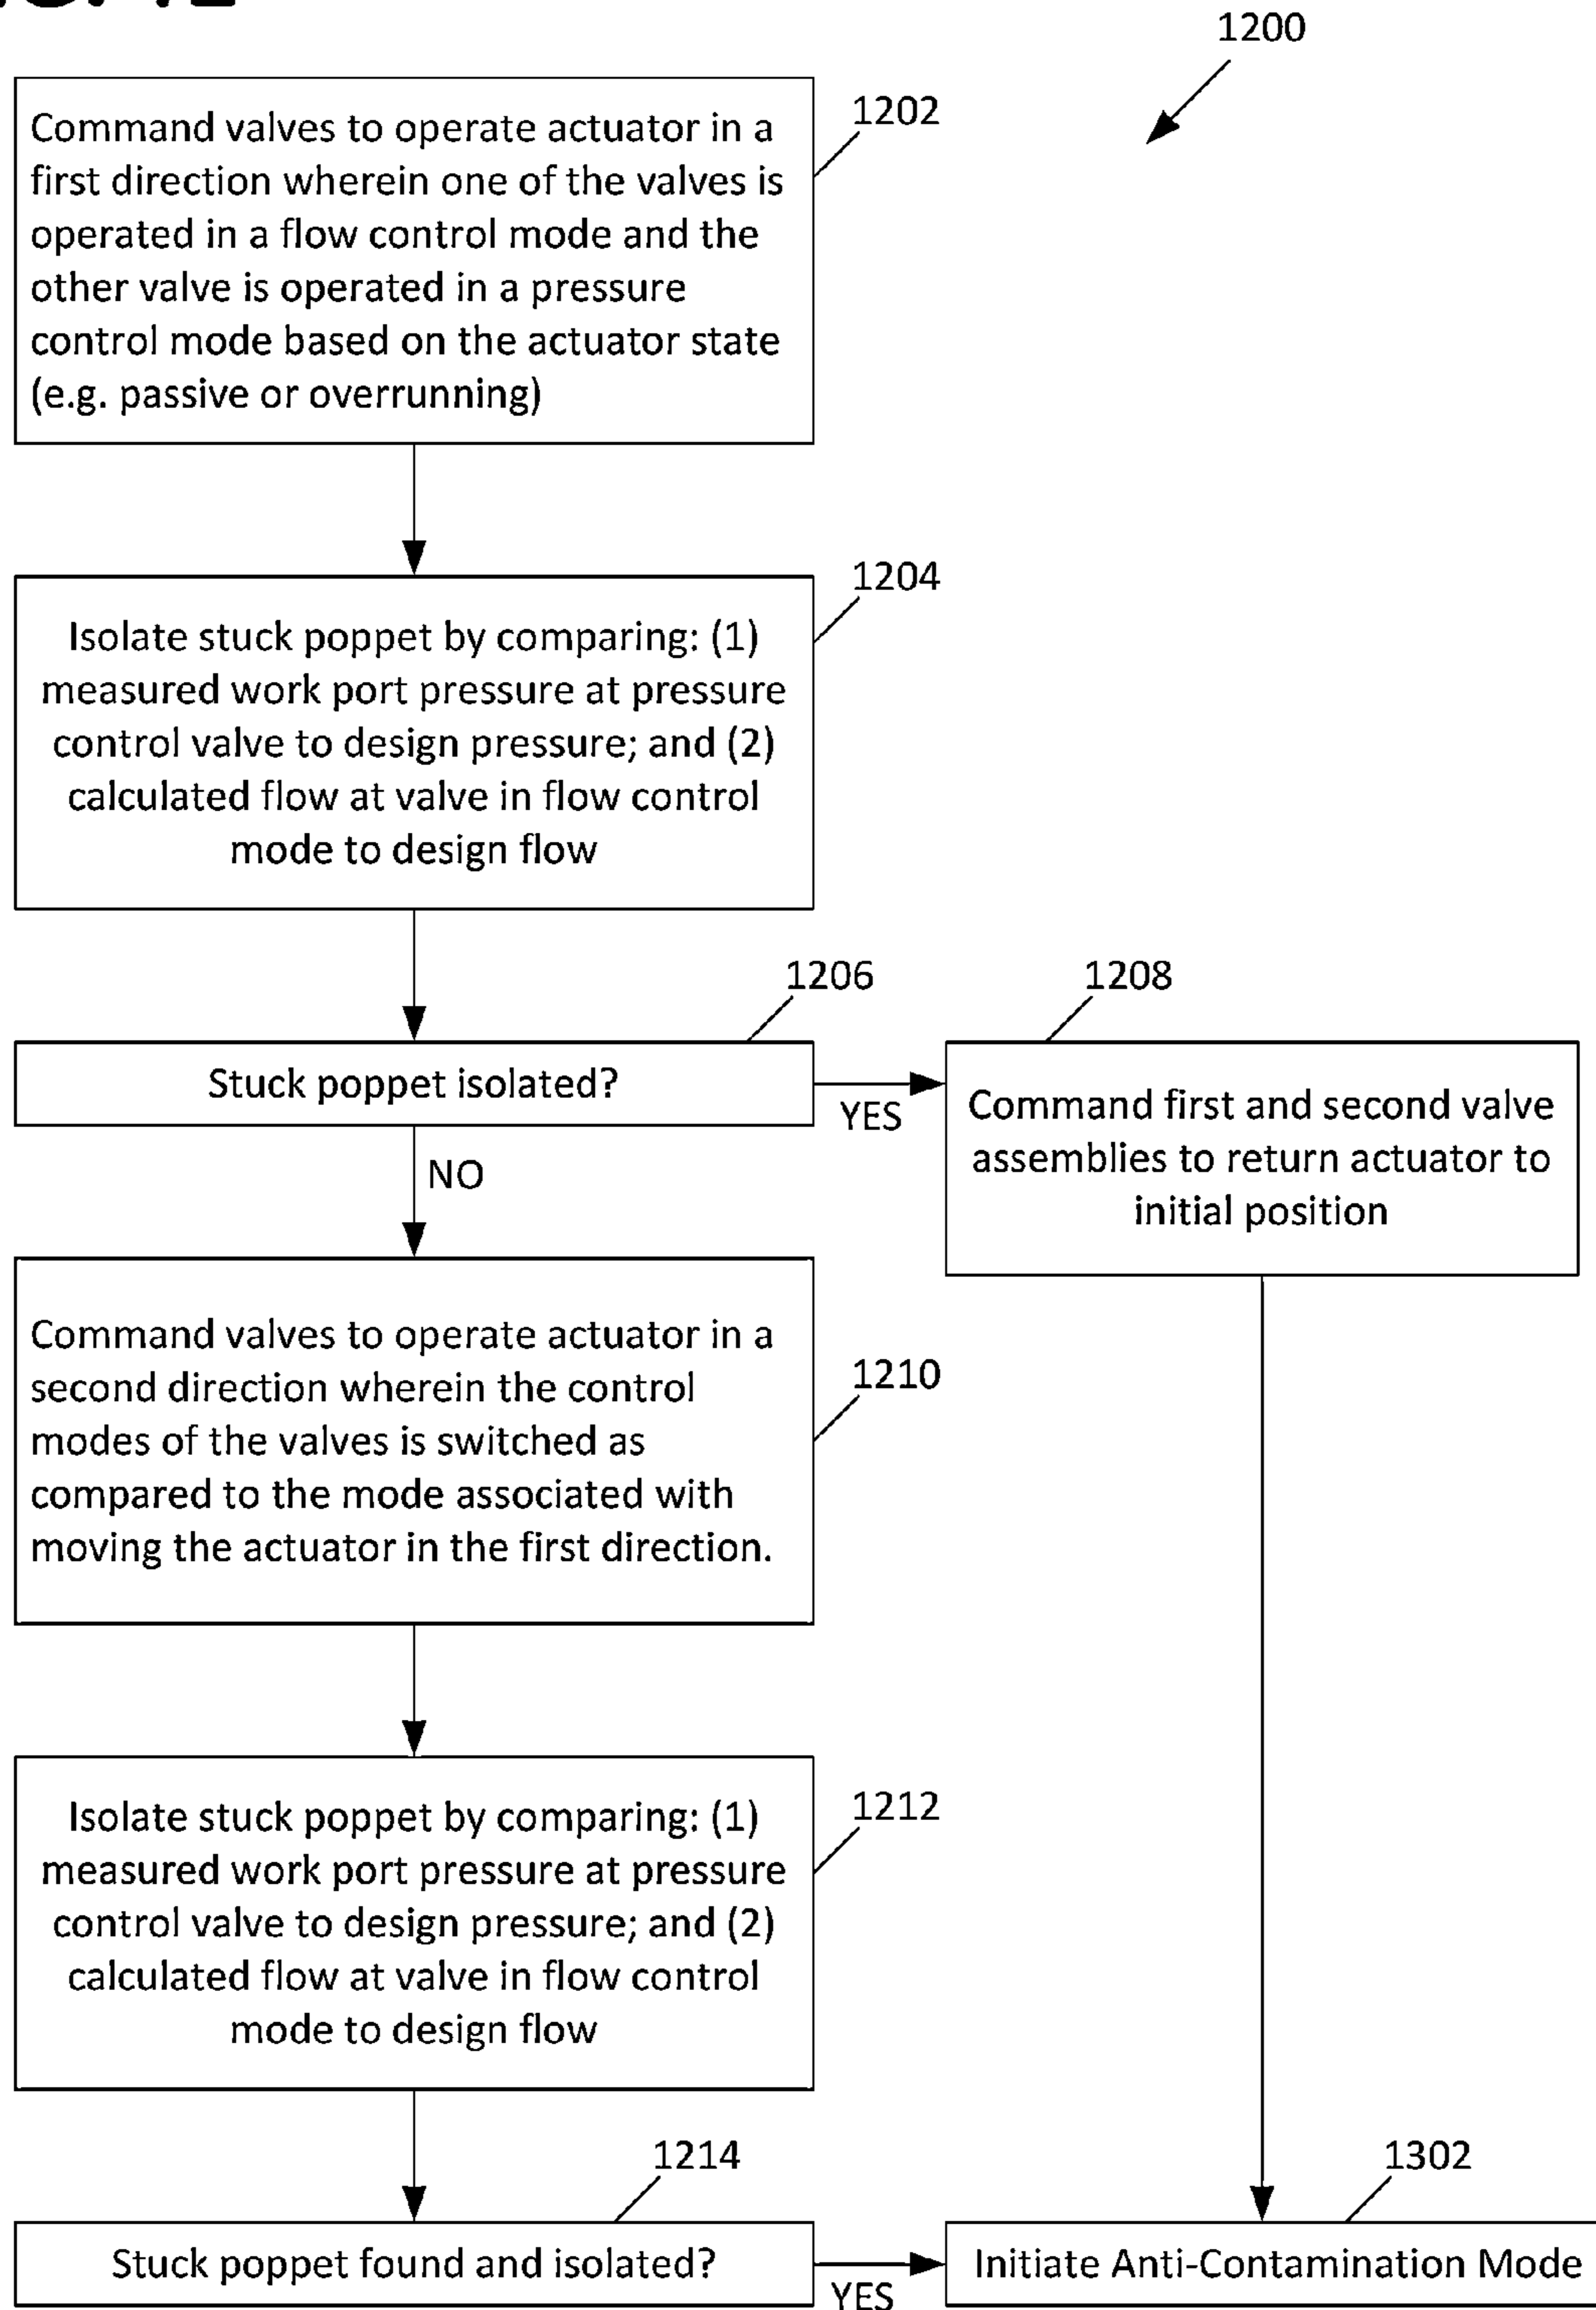 1200
Command valves to operate actuator in a
first direction wherein one of the valves is
operated in a flow control mode and the
other valve is operated in a pressure
control mode based on the actuator state
(e.g. passive or overrunning)
1202
Isolate stuck poppet by comparing: (1)
measured work port pressure at pressure
control valve to design pressure; and (2)
calculated flow at valve in flow control
mode to design flow
1204
Stuck poppet isolated?
1206
YES
NO
1208
Command first and second valve
assemblies to return actuator to
initial position
Command valves to operate actuator in a
second direction wherein the control
modes of the valves is switched as
compared to the mode associated with
moving the actuator in the first direction.
1210
Isolate stuck poppet by comparing: (1)
measured work port pressure at pressure
control valve to design pressure; and (2)
calculated flow at valve in flow control
mode to design flow
1212
1214
Stuck poppet found and isolated?
YES
1302
Initiate Anti-Contamination Mode